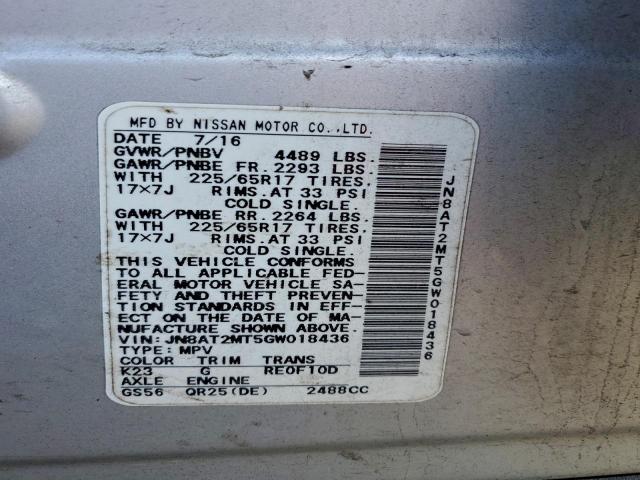 MFD BY NISSAN MOTOR CO.,LTD.
DATE 7/16
GVWR/PNBV 4489 LBS.
GAWR/PNBE FR. 2293 LBS.
WITH 225/65R17 TIRES.
17×7J RIMS. AT 33 PSI
COLD SINGLE.
GAWR/PNBE RR. 2264 LBS.
WITH 225/65R17 TIRES.
17×7J RIMS. AT 33 PSI
COLD SINGLE.
THIS VEHICLE CONFORMS
TO ALL APPLICABLE FED-
ERAL MOTOR VEHICLE SA-
FETY AND THEFT PREVEN-
TION STANDARDS IN EFF-
ECT ON THE DATE OF MA-
NUFACTURE SHOWN ABOVE.
VIN: JN8AT2MT5GW018436
TYPE: MPV
COLOR TRIM TRANS
K23 G RE0F10D
AXLE ENGINE
GS56 QR25(DE) 2488CC
JN8AT2MT5GW018436